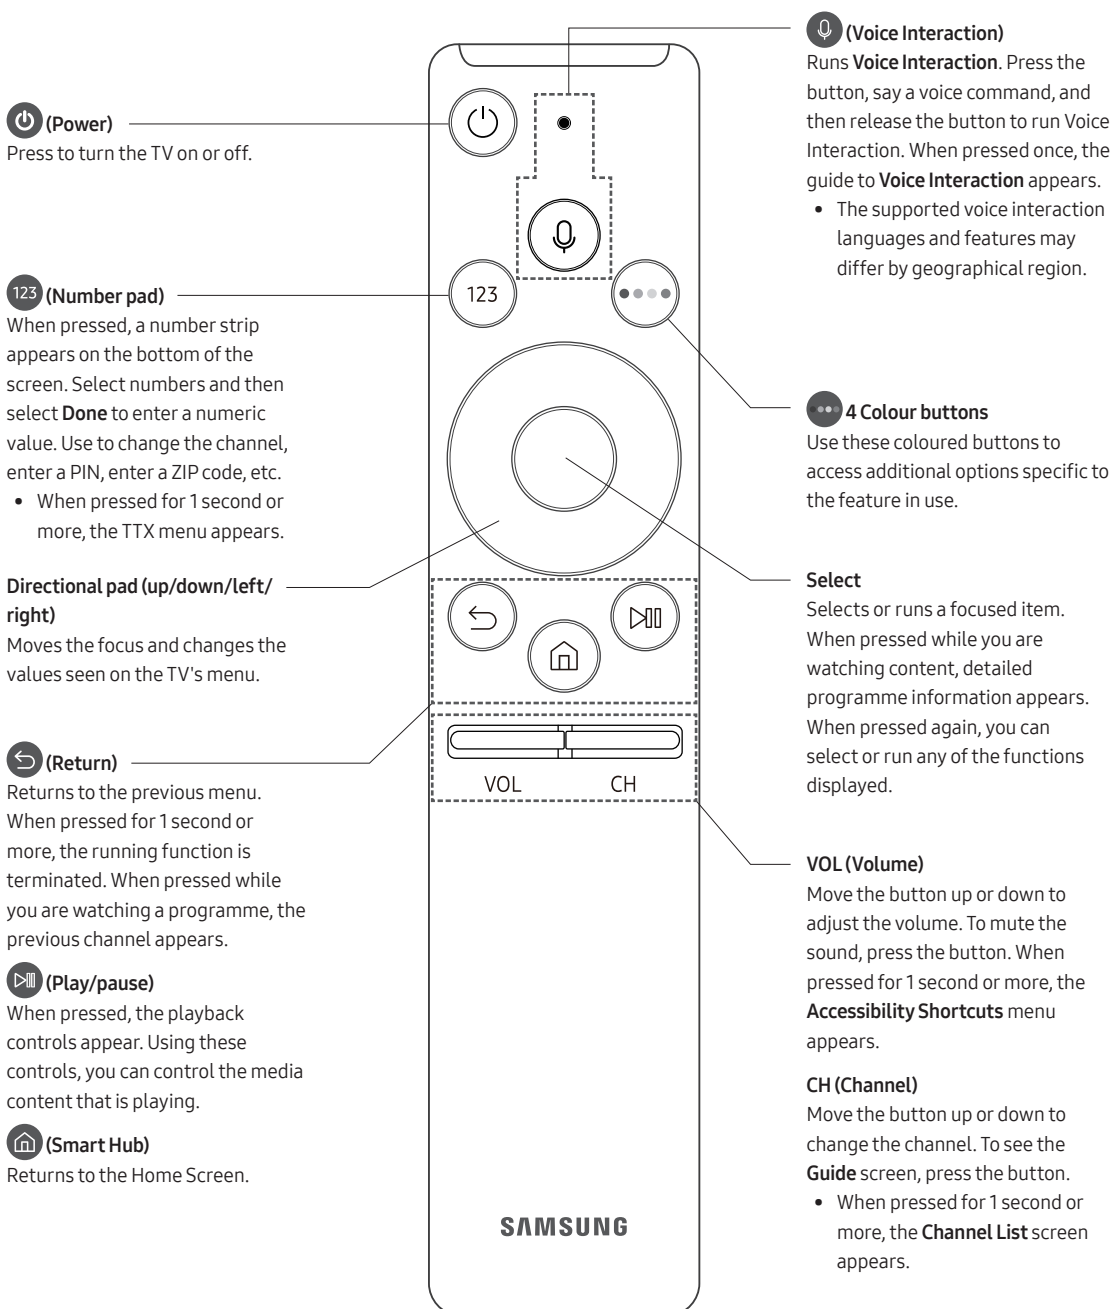 (Power)
Press to turn the TV on or off.
123 (Number pad)
When pressed, a number strip
appears on the bottom of the
screen. Select numbers and then
select Done to enter a numeric
value. Use to change the channel,
enter a PIN, enter a ZIP code, etc.
• When pressed for 1 second or
more, the TTX menu appears.
Directional pad (up/down/left/
right)
Moves the focus and changes the
values seen on the TV's menu.
(Return)
Returns to the previous menu.
When pressed for 1 second or
more, the running function is
terminated. When pressed while
you are watching a programme, the
previous channel appears.
(Play/pause)
When pressed, the playback
controls appear. Using these
controls, you can control the media
content that is playing.
(Smart Hub)
Returns to the Home Screen.
123
VOL CH
SAMSUNG
(Voice Interaction)
Runs Voice Interaction. Press the
button, say a voice command, and
then release the button to run Voice
Interaction. When pressed once, the
guide to Voice Interaction appears.
• The supported voice interaction
languages and features may
differ by geographical region.
4 Colour buttons
Use these coloured buttons to
access additional options specific to
the feature in use.
Select
Selects or runs a focused item.
When pressed while you are
watching content, detailed
programme information appears.
When pressed again, you can
select or run any of the functions
displayed.
VOL (Volume)
Move the button up or down to
adjust the volume. To mute the
sound, press the button. When
pressed for 1 second or more, the
Accessibility Shortcuts menu
appears.
CH (Channel)
Move the button up or down to
change the channel. To see the
Guide screen, press the button.
• When pressed for 1 second or
more, the Channel List screen
appears.